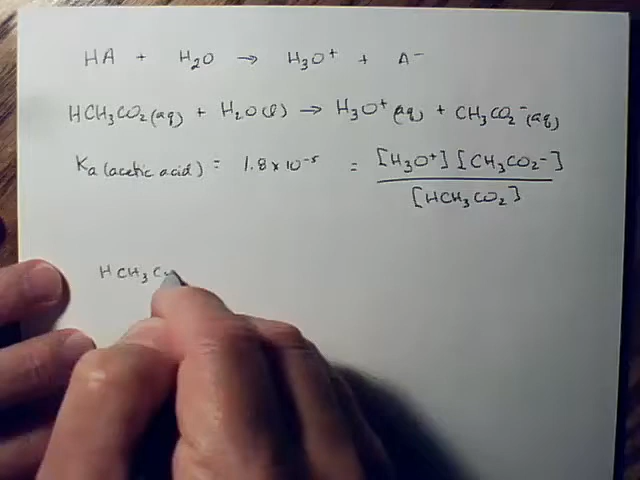 HA + H₂O → H₃O⁺ + A⁻
HCH₃CO₂(aq) + H₂O(l) → H₃O⁺(aq) + CH₃CO₂⁻(aq)
Ka (acetic acid) = 1.8 x 10⁻⁵ = [H₃O⁺][CH₃CO₂⁻]
[HCH₃CO₂]
HCH₃C